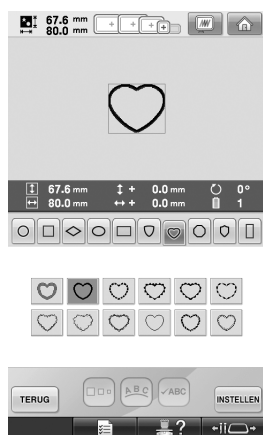 67.6 mm
80.0 mm
67.6 mm 0.0 mm 0°
80.0 mm + 0.0 mm 1
ABC ABC
TERUG INSTELLEN
?